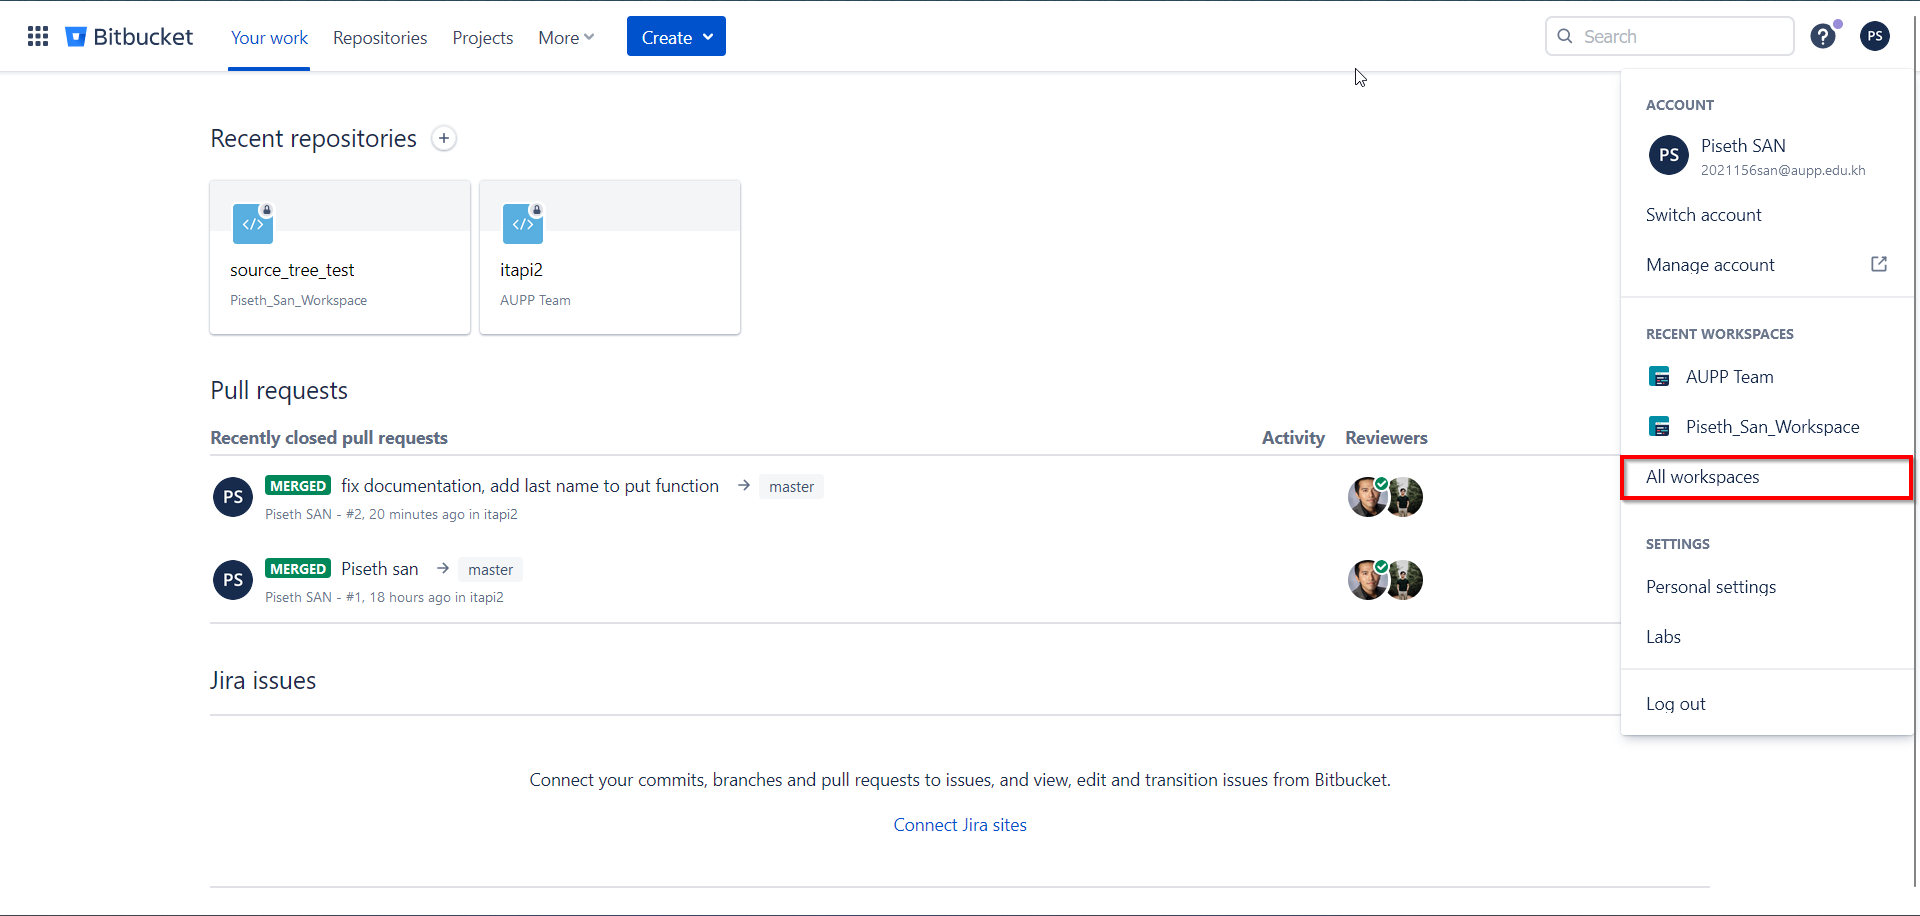 Bitbucket
Your work
Repositories
Projects
More
Create
Search
?
PS
Recent repositories
+
</>
source_tree_test
Piseth_San_Workspace
</>
itapi2
AUPP Team
Pull requests
Recently closed pull requests
Activity
Reviewers
PS
MERGED fix documentation, add last name to put function → master
Piseth SAN - #2, 20 minutes ago in itapi2
PS
MERGED Piseth san → master
Piseth SAN - #1, 18 hours ago in itapi2
Jira issues
Connect your commits, branches and pull requests to issues, and view, edit and transition issues from Bitbucket.
Connect Jira sites
ACCOUNT
PS
Piseth SAN
2021156san@aupp.edu.kh
Switch account
Manage account
RECENT WORKSPACES
AUPP Team
Piseth_San_Workspace
All workspaces
SETTINGS
Personal settings
Labs
Log out